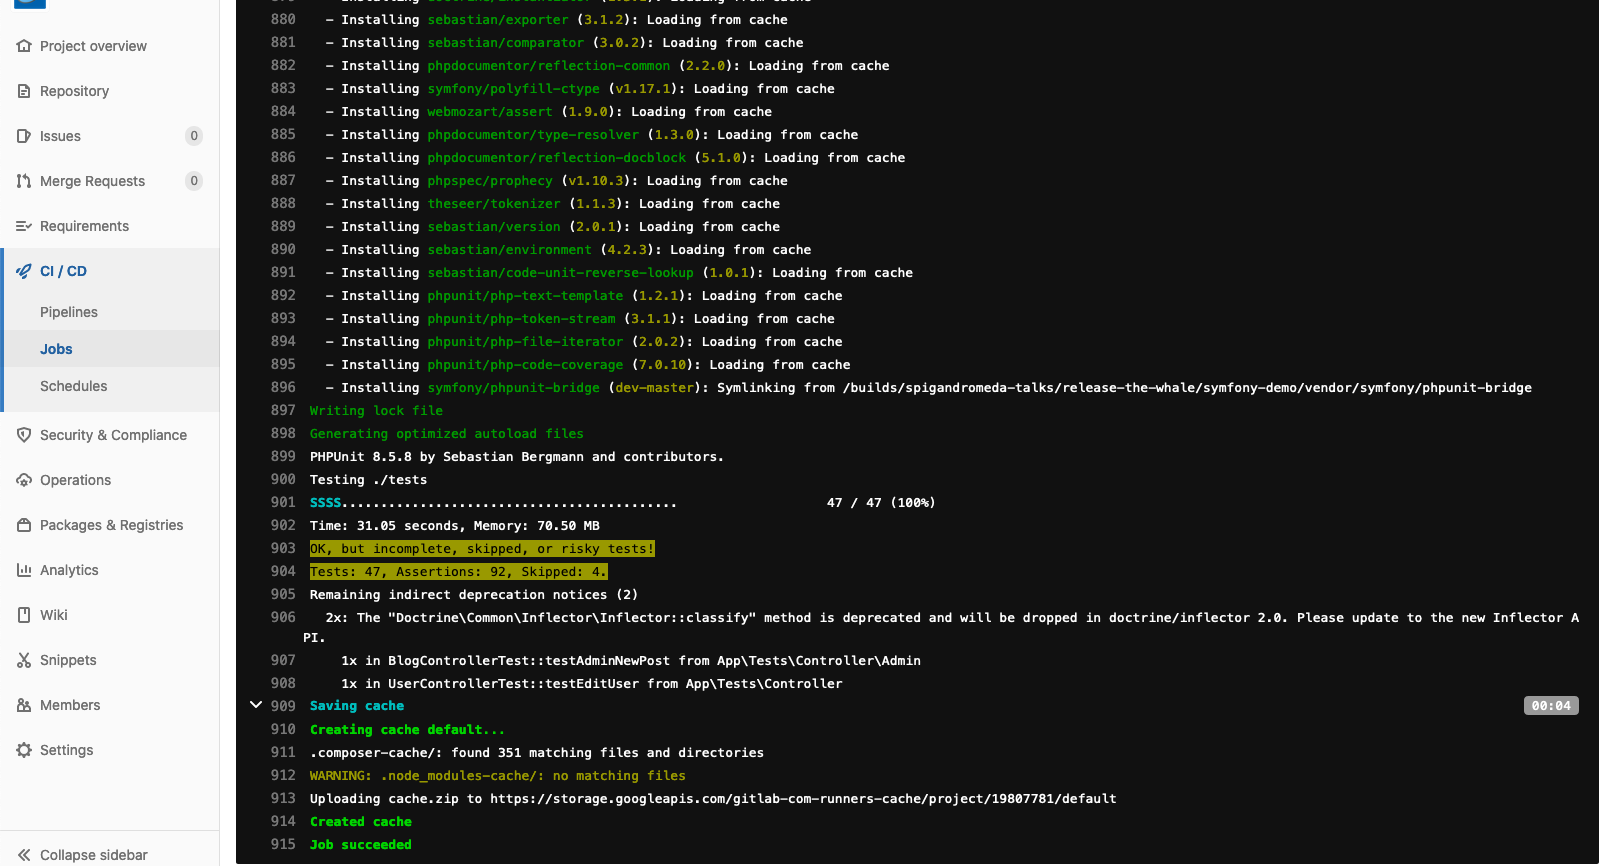 Project overview
Repository
Issues 0
Merge Requests 0
Requirements
CI / CD
Pipelines
Jobs
Schedules
Security & Compliance
Operations
Packages & Registries
Analytics
Wiki
Snippets
Members
Settings
Collapse sidebar
880 - Installing sebastian/exporter (3.1.2): Loading from cache
881 - Installing sebastian/comparator (3.0.2): Loading from cache
882 - Installing phpdocumentor/reflection-common (2.2.0): Loading from cache
883 - Installing symfony/polyfill-ctype (v1.17.1): Loading from cache
884 - Installing webmozart/assert (1.9.0): Loading from cache
885 - Installing phpdocumentor/type-resolver (1.3.0): Loading from cache
886 - Installing phpdocumentor/reflection-docblock (5.1.0): Loading from cache
887 - Installing phpspec/prophecy (v1.10.3): Loading from cache
888 - Installing theseer/tokenizer (1.1.3): Loading from cache
889 - Installing sebastian/version (2.0.1): Loading from cache
890 - Installing sebastian/environment (4.2.3): Loading from cache
891 - Installing sebastian/code-unit-reverse-lookup (1.0.1): Loading from cache
892 - Installing phpunit/php-text-template (1.2.1): Loading from cache
893 - Installing phpunit/php-token-stream (3.1.1): Loading from cache
894 - Installing phpunit/php-file-iterator (2.0.2): Loading from cache
895 - Installing phpunit/php-code-coverage (7.0.10): Loading from cache
896 - Installing symfony/phpunit-bridge (dev-master): Symlinking from /builds/spigandromeda-talks/release-the-whale/symfony-demo/vendor/symfony/phpunit-bridge
897 Writing lock file
898 Generating optimized autoload files
899 PHPUnit 8.5.8 by Sebastian Bergmann and contributors.
900 Testing ./tests
901 SSSS........................................... 47 / 47 (100%)
902 Time: 31.05 seconds, Memory: 70.50 MB
903 OK, but incomplete, skipped, or risky tests!
904 Tests: 47, Assertions: 92, Skipped: 4.
905 Remaining indirect deprecation notices (2)
906 2x: The "Doctrine\Common\Inflector\Inflector::classify" method is deprecated and will be dropped in doctrine/inflector 2.0. Please update to the new Inflector A
PI.
907 1x in BlogControllerTest::testAdminNewPost from App\Tests\Controller\Admin
908 1x in UserControllerTest::testEditUser from App\Tests\Controller
909 Saving cache 00:04
910 Creating cache default...
911 .composer-cache/: found 351 matching files and directories
912 WARNING: .node_modules-cache/: no matching files
913 Uploading cache.zip to https://storage.googleapis.com/gitlab-com-runners-cache/project/19807781/default
914 Created cache
915 Job succeeded